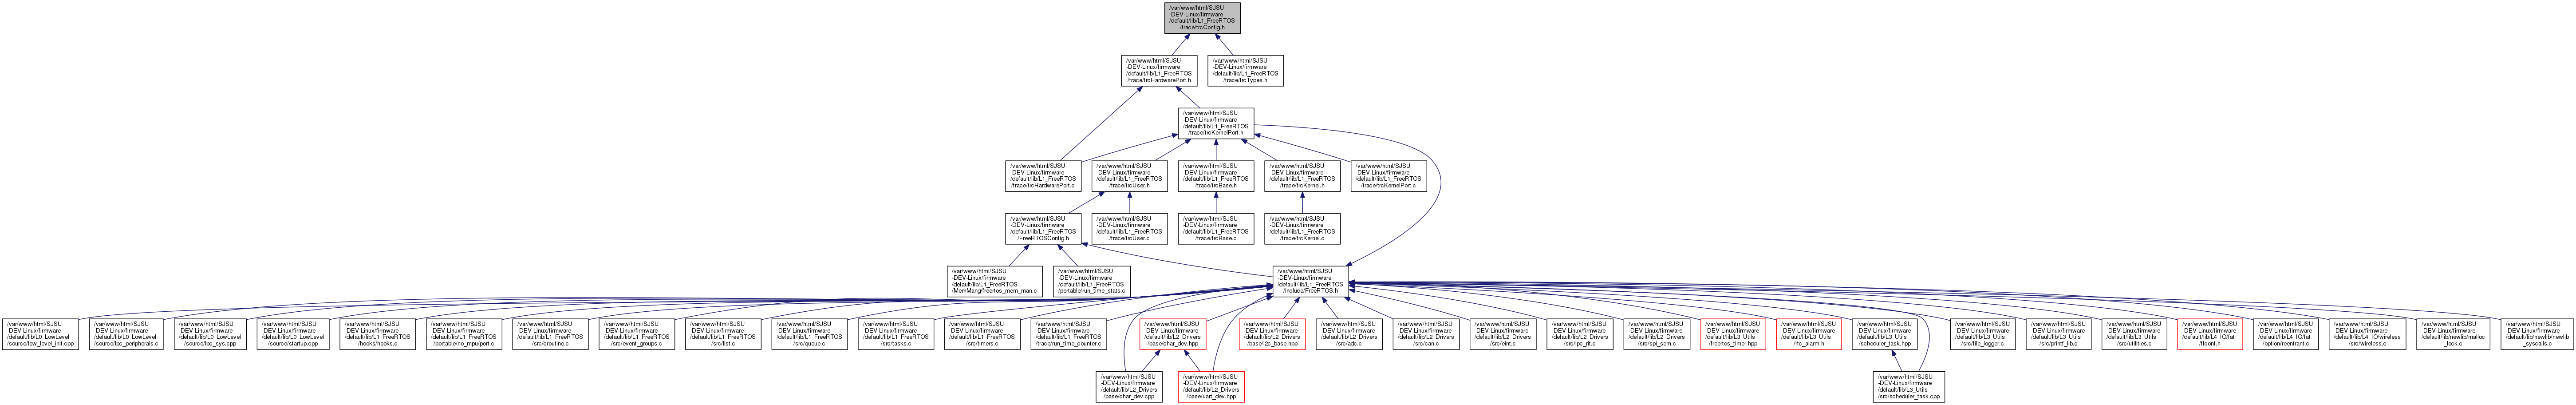 /var/www/html/SJSU
-DEV-Linux/firmware
/default/lib/L1_FreeRTOS
/trace/trcConfig.h
/var/www/html/SJSU
-DEV-Linux/firmware
/default/lib/L1_FreeRTOS
/trace/trcHardwarePort.h
/var/www/html/SJSU
-DEV-Linux/firmware
/default/lib/L1_FreeRTOS
/trace/trcTypes.h
/var/www/html/SJSU
-DEV-Linux/firmware
/default/lib/L1_FreeRTOS
/trace/trcKernelPort.h
/var/www/html/SJSU
-DEV-Linux/firmware
/default/lib/L1_FreeRTOS
/trace/trcHardwarePort.c
/var/www/html/SJSU
-DEV-Linux/firmware
/default/lib/L1_FreeRTOS
/trace/trcUser.h
/var/www/html/SJSU
-DEV-Linux/firmware
/default/lib/L1_FreeRTOS
/trace/trcBase.h
/var/www/html/SJSU
-DEV-Linux/firmware
/default/lib/L1_FreeRTOS
/trace/trcKernel.h
/var/www/html/SJSU
-DEV-Linux/firmware
/default/lib/L1_FreeRTOS
/trace/trcKernelPort.c
/var/www/html/SJSU
-DEV-Linux/firmware
/default/lib/L1_FreeRTOS
/FreeRTOSConfig.h
/var/www/html/SJSU
-DEV-Linux/firmware
/default/lib/L1_FreeRTOS
/trace/trcUser.c
/var/www/html/SJSU
-DEV-Linux/firmware
/default/lib/L1_FreeRTOS
/trace/trcBase.c
/var/www/html/SJSU
-DEV-Linux/firmware
/default/lib/L1_FreeRTOS
/trace/trcKernel.c
/var/www/html/SJSU
-DEV-Linux/firmware
/default/lib/L1_FreeRTOS
/MemMang/freertos_mem_man.c
/var/www/html/SJSU
-DEV-Linux/firmware
/default/lib/L1_FreeRTOS
/portable/run_time_stats.c
/var/www/html/SJSU
-DEV-Linux/firmware
/default/lib/L1_FreeRTOS
/include/FreeRTOS.h
/var/www/html/SJSU
-DEV-Linux/firmware
/default/lib/L0_LowLevel
/source/low_level_init.cpp
/var/www/html/SJSU
-DEV-Linux/firmware
/default/lib/L0_LowLevel
/source/lpc_peripherals.c
/var/www/html/SJSU
-DEV-Linux/firmware
/default/lib/L0_LowLevel
/source/lpc_sys.cpp
/var/www/html/SJSU
-DEV-Linux/firmware
/default/lib/L0_LowLevel
/source/startup.cpp
/var/www/html/SJSU
-DEV-Linux/firmware
/default/lib/L1_FreeRTOS
/hooks/hooks.c
/var/www/html/SJSU
-DEV-Linux/firmware
/default/lib/L1_FreeRTOS
/portable/no_mpu/port.c
/var/www/html/SJSU
-DEV-Linux/firmware
/default/lib/L1_FreeRTOS
/src/croutine.c
/var/www/html/SJSU
-DEV-Linux/firmware
/default/lib/L1_FreeRTOS
/src/event_groups.c
/var/www/html/SJSU
-DEV-Linux/firmware
/default/lib/L1_FreeRTOS
/src/list.c
/var/www/html/SJSU
-DEV-Linux/firmware
/default/lib/L1_FreeRTOS
/src/queue.c
/var/www/html/SJSU
-DEV-Linux/firmware
/default/lib/L1_FreeRTOS
/src/tasks.c
/var/www/html/SJSU
-DEV-Linux/firmware
/default/lib/L1_FreeRTOS
/src/timers.c
/var/www/html/SJSU
-DEV-Linux/firmware
/default/lib/L1_FreeRTOS
/trace/run_time_counter.c
/var/www/html/SJSU
-DEV-Linux/firmware
/default/lib/L2_Drivers
/base/char_dev.hpp
/var/www/html/SJSU
-DEV-Linux/firmware
/default/lib/L2_Drivers
/base/i2c_base.hpp
/var/www/html/SJSU
-DEV-Linux/firmware
/default/lib/L2_Drivers
/src/adc.c
/var/www/html/SJSU
-DEV-Linux/firmware
/default/lib/L2_Drivers
/src/can.c
/var/www/html/SJSU
-DEV-Linux/firmware
/default/lib/L2_Drivers
/src/eint.c
/var/www/html/SJSU
-DEV-Linux/firmware
/default/lib/L2_Drivers
/src/lpc_rit.c
/var/www/html/SJSU
-DEV-Linux/firmware
/default/lib/L2_Drivers
/src/spi_sem.c
/var/www/html/SJSU
-DEV-Linux/firmware
/default/lib/L3_Utils
/freertos_timer.hpp
/var/www/html/SJSU
-DEV-Linux/firmware
/default/lib/L3_Utils
/rtc_alarm.h
/var/www/html/SJSU
-DEV-Linux/firmware
/default/lib/L3_Utils
/scheduler_task.hpp
/var/www/html/SJSU
-DEV-Linux/firmware
/default/lib/L3_Utils
/src/file_logger.c
/var/www/html/SJSU
-DEV-Linux/firmware
/default/lib/L3_Utils
/src/printf_lib.c
/var/www/html/SJSU
-DEV-Linux/firmware
/default/lib/L3_Utils
/src/utilities.c
/var/www/html/SJSU
-DEV-Linux/firmware
/default/lib/L4_IO/fat
/ffconf.h
/var/www/html/SJSU
-DEV-Linux/firmware
/default/lib/L4_IO/fat
/option/reentrant.c
/var/www/html/SJSU
-DEV-Linux/firmware
/default/lib/L4_IO/wireless
/src/wireless.c
/var/www/html/SJSU
-DEV-Linux/firmware
/default/lib/newlib/malloc
_lock.c
/var/www/html/SJSU
-DEV-Linux/firmware
/default/lib/newlib/newlib
_syscalls.c
/var/www/html/SJSU
-DEV-Linux/firmware
/default/lib/L2_Drivers
/base/char_dev.cpp
/var/www/html/SJSU
-DEV-Linux/firmware
/default/lib/L2_Drivers
/base/uart_dev.hpp
/var/www/html/SJSU
-DEV-Linux/firmware
/default/lib/L3_Utils
/src/scheduler_task.cpp